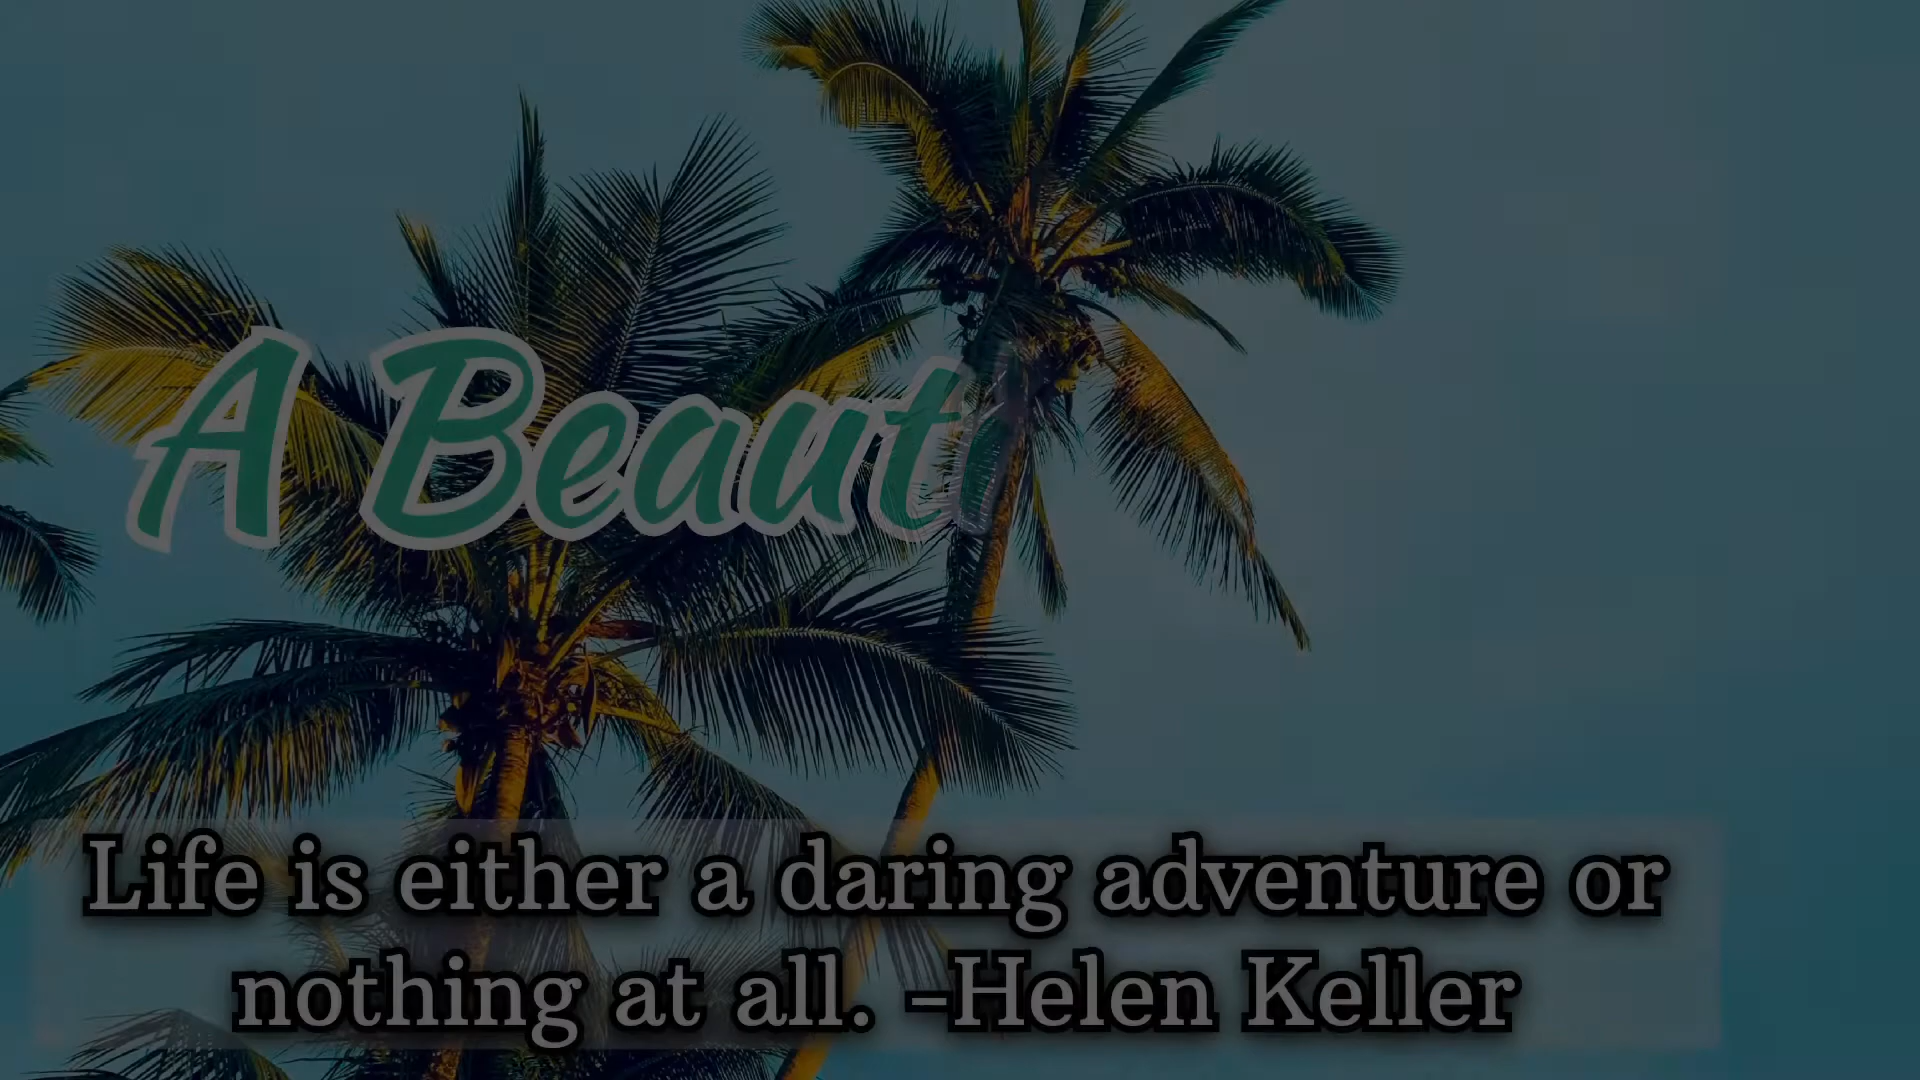 A Beaut
Life is either a daring adventure or
nothing at all. -Helen Keller